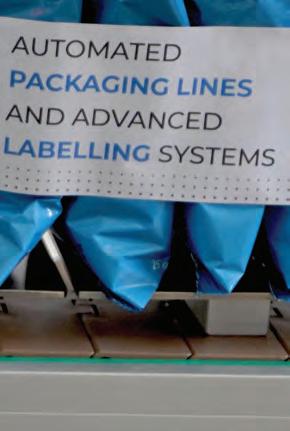 AUTOMATED
PACKAGING LINES
AND ADVANCED
LABELLING SYSTEMS